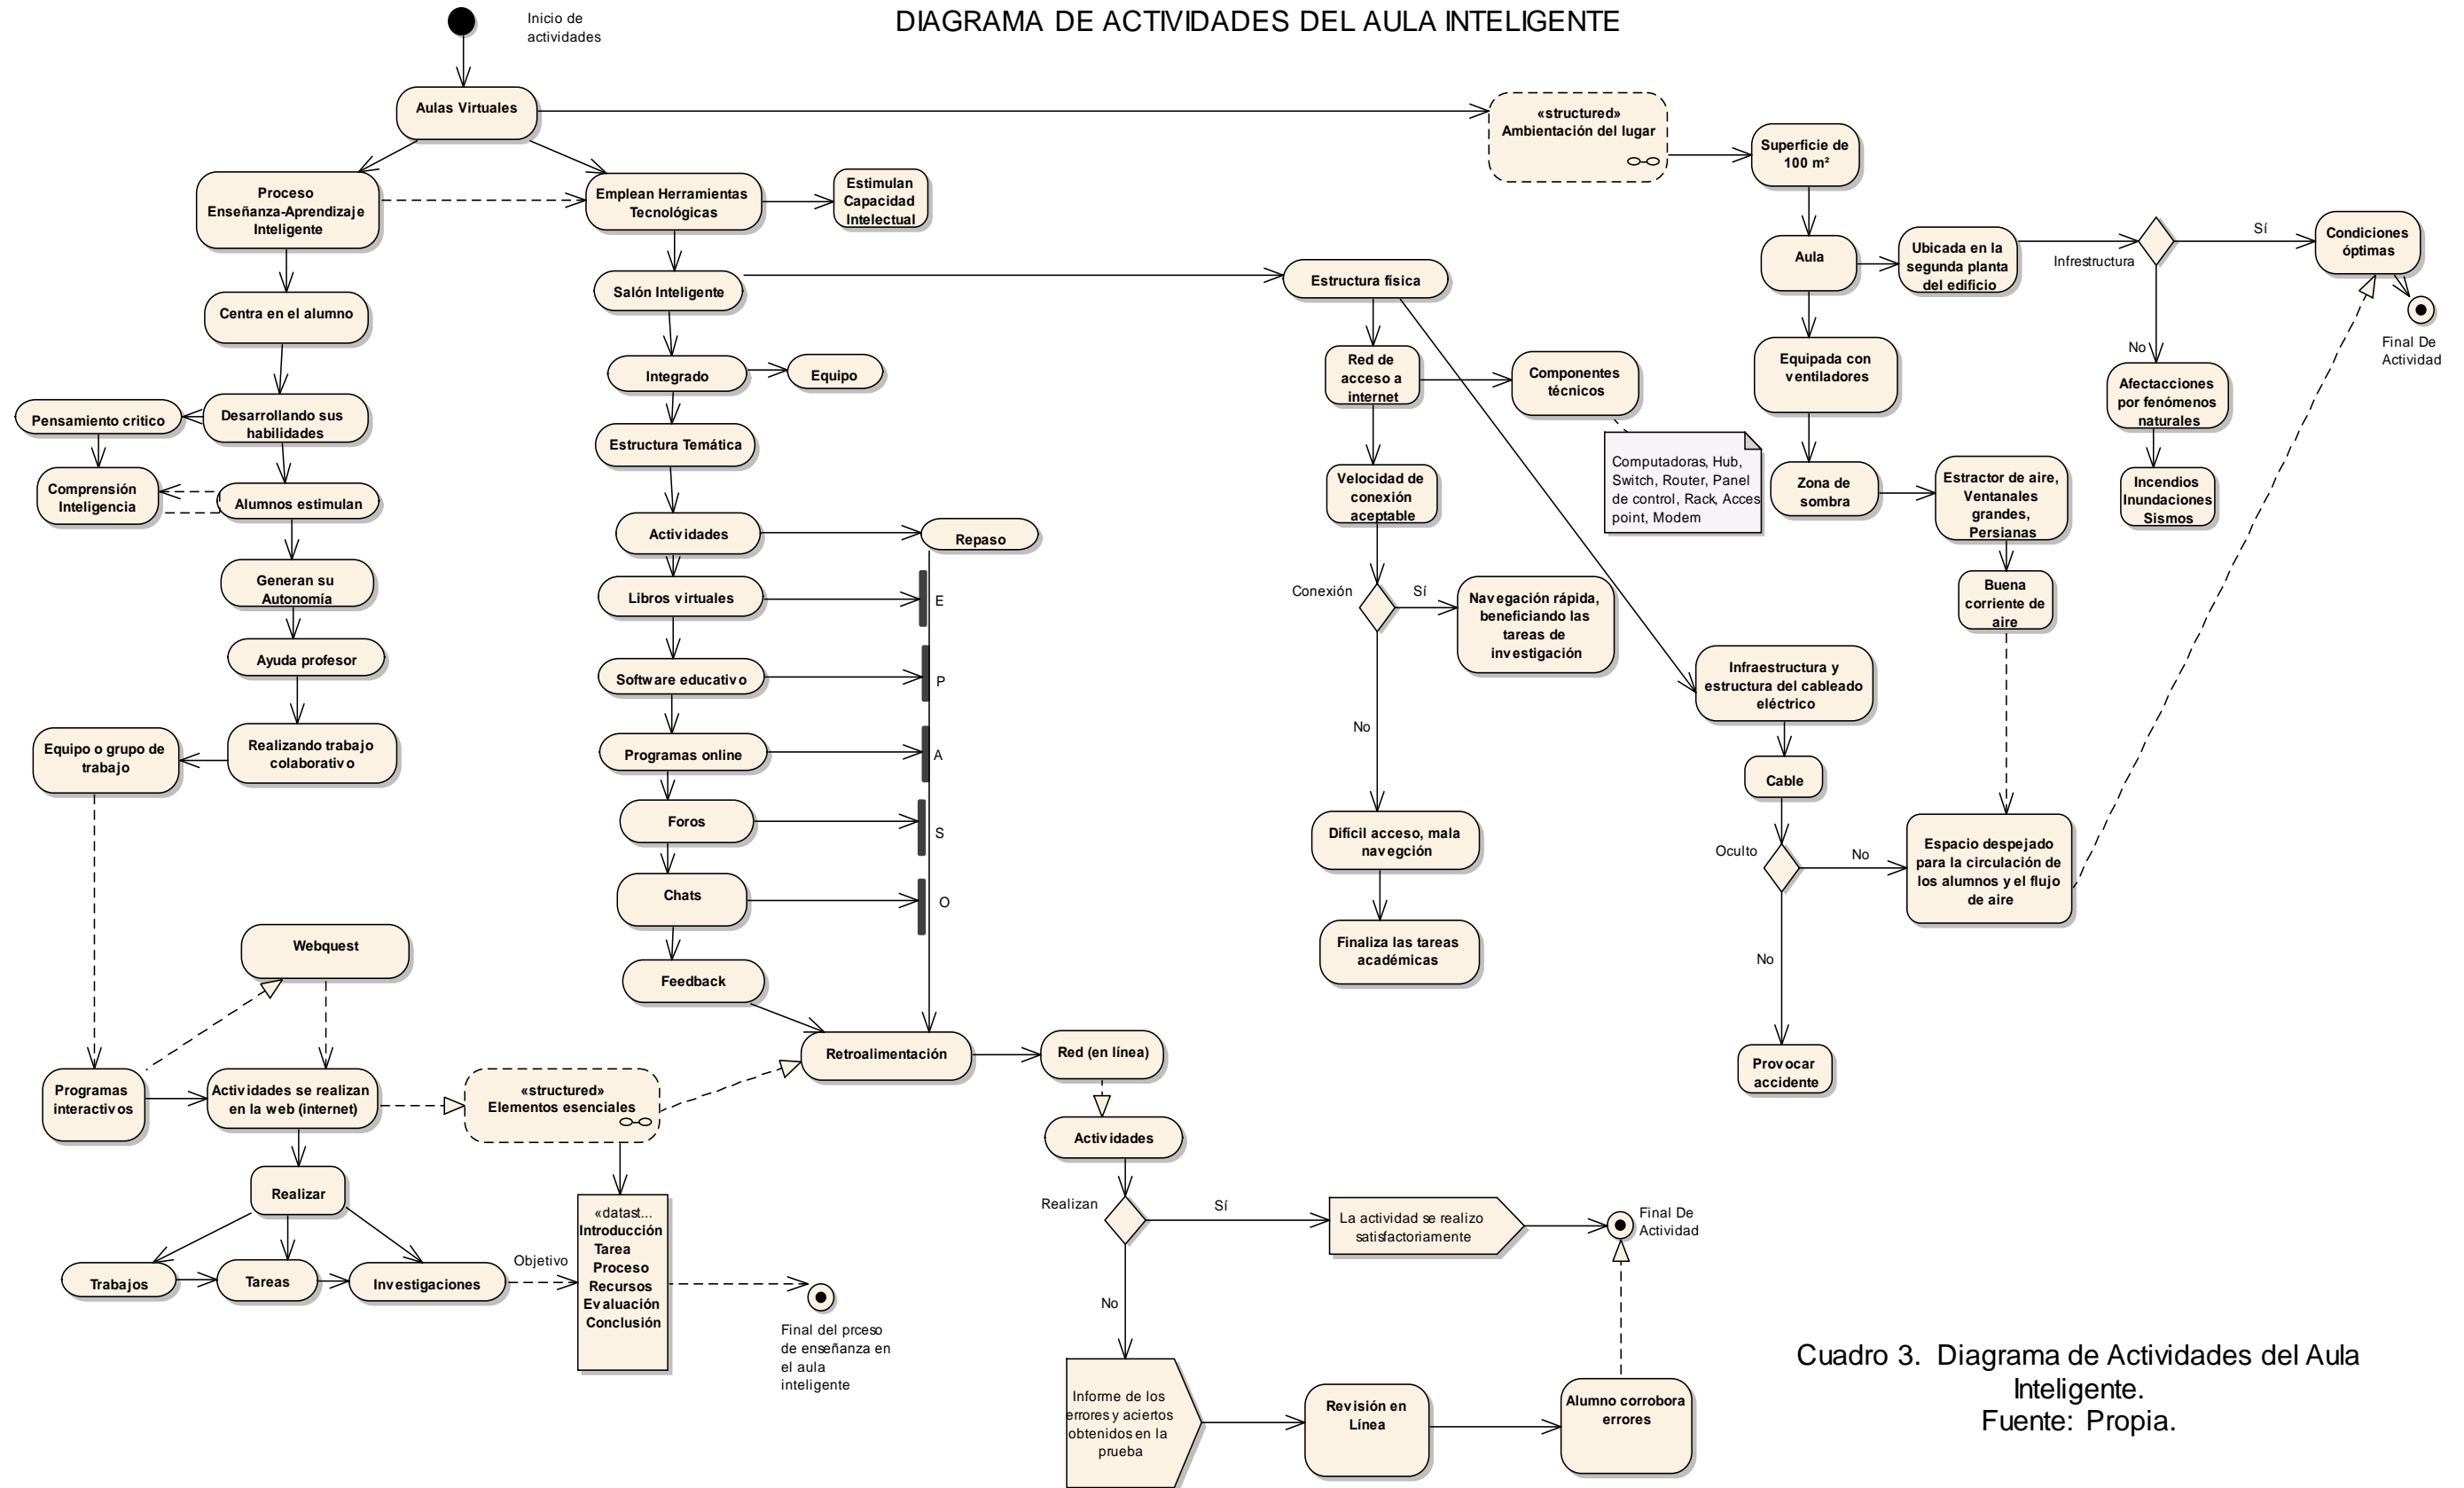 DIAGRAMA DE ACTIVIDADES DEL AULA INTELIGENTE
Inicio de
actividades
Aulas Virtuales
«structured»
Ambientación del lugar
Superficie de
100 m²
Proceso
Enseñanza-Aprendizaje
Inteligente
Emplean Herramientas
Tecnológicas
Estimulan
Capacidad
Intelectual
Aula
Ubicada en la
segunda planta
del edificio
Infrestructura
Sí
Condiciones
óptimas
Final De
Actividad
No
Afectacciones
por fenómenos
naturales
Incendios
Inundaciones
Sismos
Centra en el alumno
Salón Inteligente
Estructura física
Integrado
Equipo
Red de
acceso a
internet
Componentes
técnicos
Computadoras, Hub,
Switch, Router, Panel
de control, Rack, Acces
point, Modem
Equipada con
ventiladores
Zona de
sombra
Estractor de aire,
Ventanales
grandes,
Persianas
Buena
corriente de
aire
Pensamiento critico
Desarrollando sus
habilidades
Comprensión
Inteligencia
Alumnos estimulan
Estructura Temática
Velocidad de
conexión
aceptable
Actividades
Repaso
Generan su
Autonomía
Libros virtuales
E
Conexión
Sí
Navegación rápida,
beneficiando las
tareas de
investigación
Ayuda profesor
Software educativo
P
Infraestructura y
estructura del cableado
eléctrico
Equipo o grupo de
trabajo
Realizando trabajo
colaborativo
Programas online
A
No
Cable
Foros
S
Dificil acceso, mala
navegción
Oculto
No
Espacio despejado
para la circulación de
los alumnos y el flujo
de aire
Chats
O
Webquest
Feedback
Finaliza las tareas
académicas
No
Retroalimentación
Red (en línea)
Provocar
accidente
Programas
interactivos
Actividades se realizan
en la web (internet)
«structured»
Elementos esenciales
Actividades
Realizar
Realizan
Sí
La actividad se realizo
satisfactoriamente
Final De
Actividad
«datast...
Introducción
Tarea
Proceso
Recursos
Evaluación
Conclusión
Trabajos
Tareas
Investigaciones
Objetivo
No
Final del prceso
de enseñanza en
el aula
inteligente
Informe de los
errores y aciertos
obtenidos en la
prueba
Revisión en
Línea
Alumno corrobora
errores
Cuadro 3. Diagrama de Actividades del Aula
Inteligente.
Fuente: Propia.